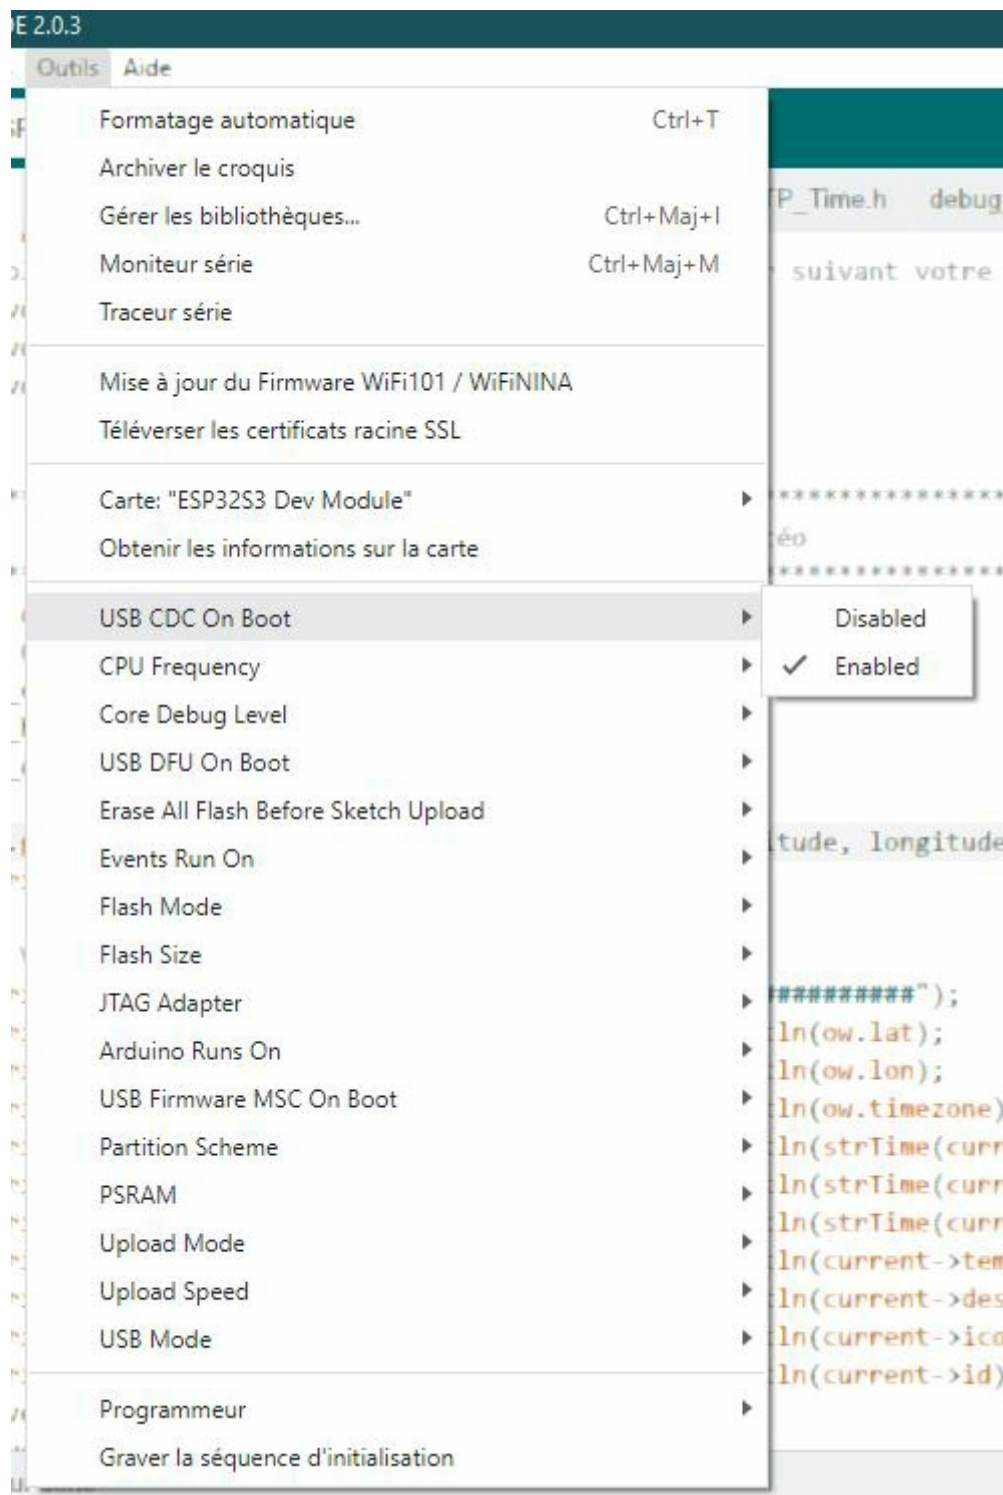 E 2.0.3
Outils Aide
Formatage automatique Ctrl+T
Archiver le croquis
TP_Time.h debug
Gérer les bibliothèques... Ctrl+Maj+I
Moniteur série Ctrl+Maj+M
suivant votre
Traceur série
Mise à jour du Firmware WiFi101 / WiFiNINA
Téléverser les certificats racine SSL
Carte: "ESP32S3 Dev Module" ******************
éo
Obtenir les informations sur la carte
******************
USB CDC On Boot Disabled
CPU Frequency Enabled
Core Debug Level
USB DFU On Boot
Erase All Flash Before Sketch Upload
itude, longitude
Events Run On
Flash Mode
Flash Size
JTAG Adapter ##########");
ln(ow.lat);
Arduino Runs On
ln(ow.lon);
USB Firmware MSC On Boot ln(ow.timezone)
Partition Scheme ln(strTime(curr
PSRAM ln(strTime(curr
ln(strTime(curr
Upload Mode
ln(current->tem
Upload Speed ln(current->des
USB Mode ln(current->ico
ln(current->id)
Programmeur
Graver la séquence d'initialisation